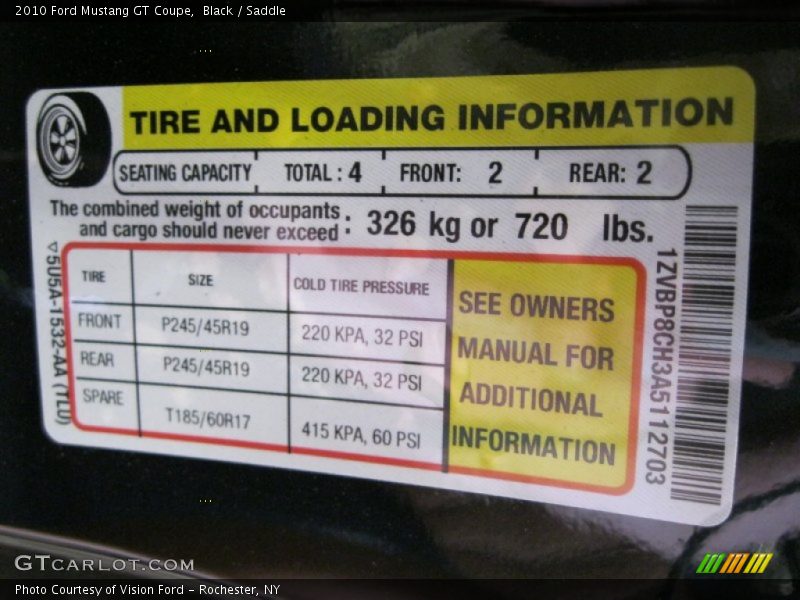 2010 Ford Mustang GT Coupe, Black / Saddle
TIRE AND LOADING INFORMATION
SEATING CAPACITY TOTAL : 4 FRONT: 2 REAR: 2
The combined weight of occupants and cargo should never exceed : 326 kg or 720 lbs.
TIRE SIZE COLD TIRE PRESSURE
FRONT P245/45R19 220 KPA, 32 PSI
REAR P245/45R19 220 KPA, 32 PSI
SPARE T185/60R17 415 KPA, 60 PSI
SEE OWNERS
MANUAL FOR
ADDITIONAL
INFORMATION
5U5A-1532-AA (TLU)
1ZVBP8CH3A5112703
GTCARLOT.COM
Photo Courtesy of Vision Ford - Rochester, NY